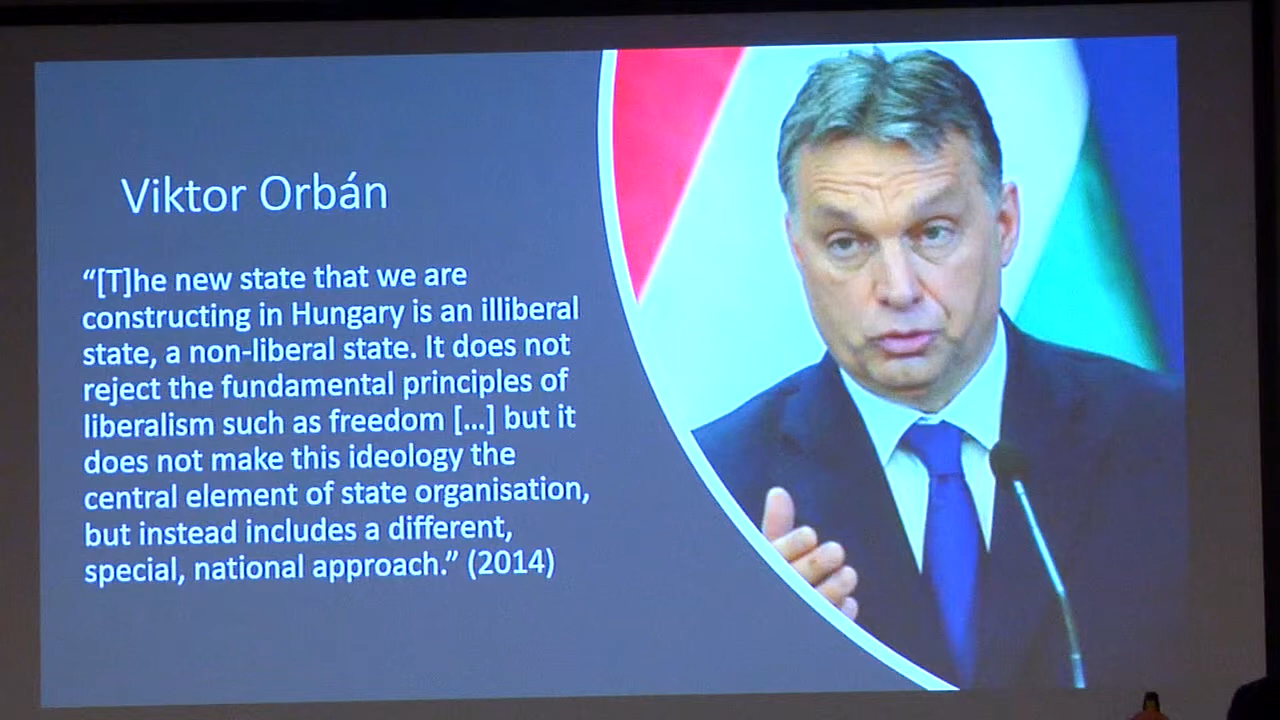 Viktor Orbán
“[T]he new state that we are
constructing in Hungary is an illiberal
state, a non-liberal state. It does not
reject the fundamental principles of
liberalism such as freedom [...] but it
does not make this ideology the
central element of state organisation,
but instead includes a different,
special, national approach.” (2014)